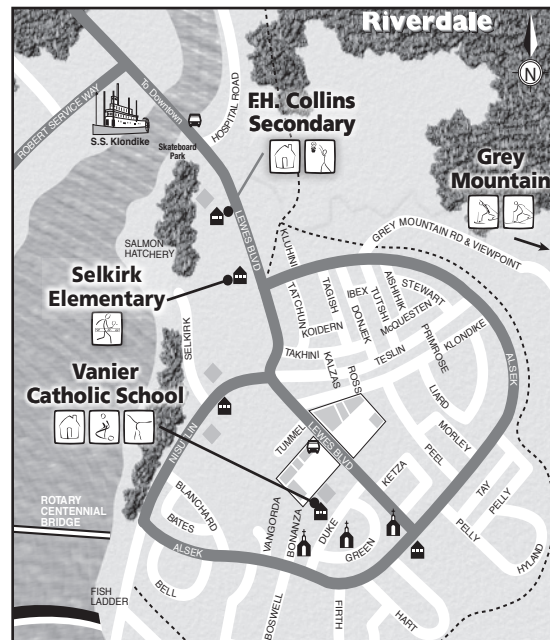 Riverdale
N
ROBERT SERVICE WAY
To Downtown
HOSPITAL ROAD
S.S. Klondike
Skateboard
Park
F.H. Collins
Secondary
Grey
Mountain
GREY MOUNTAIN RD & VIEWPOINT
LEWES BLVD
SALMON
HATCHERY
KLUHINI
Selkirk
Elementary
SELKIRK
TATCHUN
TAGISH
KOIDERN
IBEX
DONJEK
TUTSHI
AISHIHIK
STEWART
McQUESTEN
PRIMROSE
KLONDIKE
TAKHINI
KALZAS
ROSS
TESLIN
ALSEK
LIARD
Vanier
Catholic School
NISUTLIN
TUMMEL
LEWES BLVD
MORLEY
PEEL
KETZA
TAY
PELLY
PELLY
HYLAND
ROTARY
CENTENNIAL
BRIDGE
BLANCHARD
BATES
ALSEK
VANGORDA
BONANZA
DUKE
GREEN
FISH
LADDER
BELL
BOSWELL
FIRTH
HART